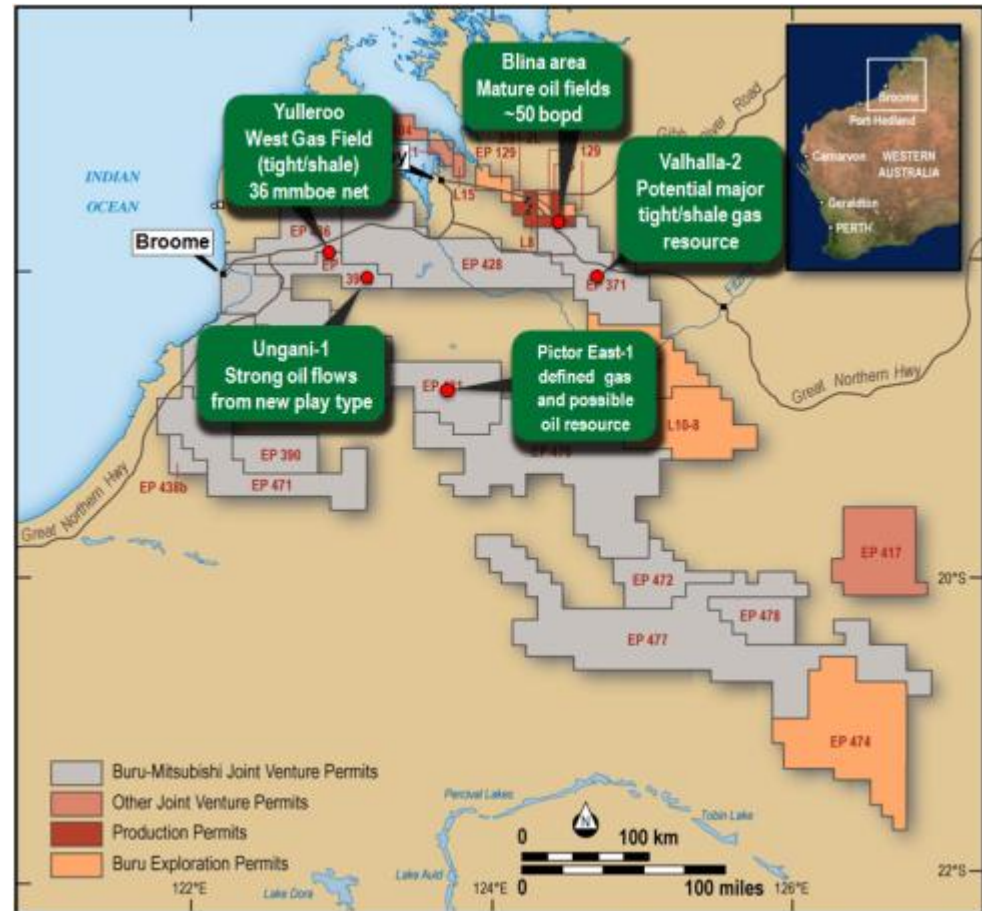 Blina area
Mature oil fields
~50 bopd
Yulleroo
West Gas Field
(tight/shale)
36 mmboe net
Valhalla-2
Potential major
tight/shale gas
resource
Ungani-1
Strong oil flows
from new play type
Pictor East-1
defined gas
and possible
oil resource
Broome
Port Hedland
Carnarvon
WESTERN
AUSTRALIA
Geraldton
PERTH
INDIAN
OCEAN
Broome
EP 129
129
L15
L8
EP 428
EP 371
EP 390
EP 438b
EP 471
L10-8
EP 417
EP 472
EP 478
EP 477
EP 474
River Road
Great Northern Hwy
Great Northern Hwy
20°S
22°S
122°E
124°E
126°E
Buru-Mitsubishi Joint Venture Permits
Other Joint Venture Permits
Production Permits
Buru Exploration Permits
Percival Lakes
Tobin Lake
Lake Auld
Lake Dora
N
0 100 km
100 miles